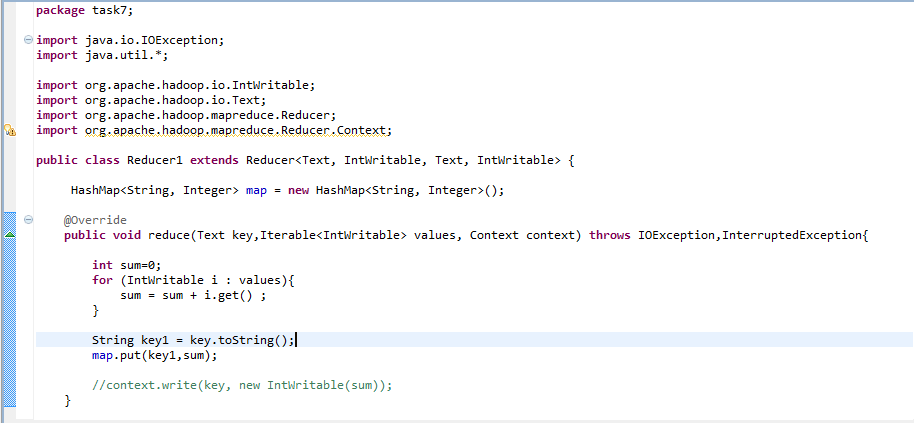 package task7;
import java.io.IOException;
import java.util.*;
import org.apache.hadoop.io.IntWritable;
import org.apache.hadoop.io.Text;
import org.apache.hadoop.mapreduce.Reducer;
import org.apache.hadoop.mapreduce.Reducer.Context;
public class Reducer1 extends Reducer<Text, IntWritable, Text, IntWritable> {
HashMap<String, Integer> map = new HashMap<String, Integer>();
@Override
public void reduce(Text key,Iterable<IntWritable> values, Context context) throws IOException,InterruptedException{
int sum=0;
for (IntWritable i : values){
sum = sum + i.get() ;
}
String key1 = key.toString();
map.put(key1,sum);
//context.write(key, new IntWritable(sum));
}